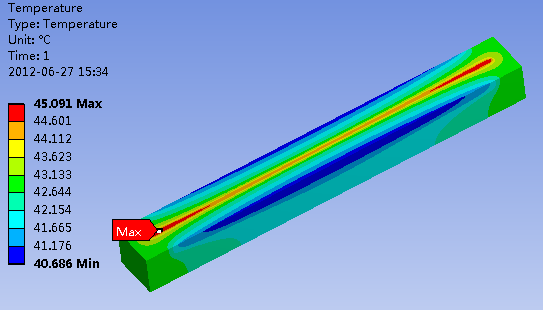 Temperature
Type: Temperature
Unit: °C
Time: 1
2012-06-27 15:34
45.091 Max
44.601
44.112
43.623
43.133
42.644
42.154
41.665
41.176
40.686 Min
Max